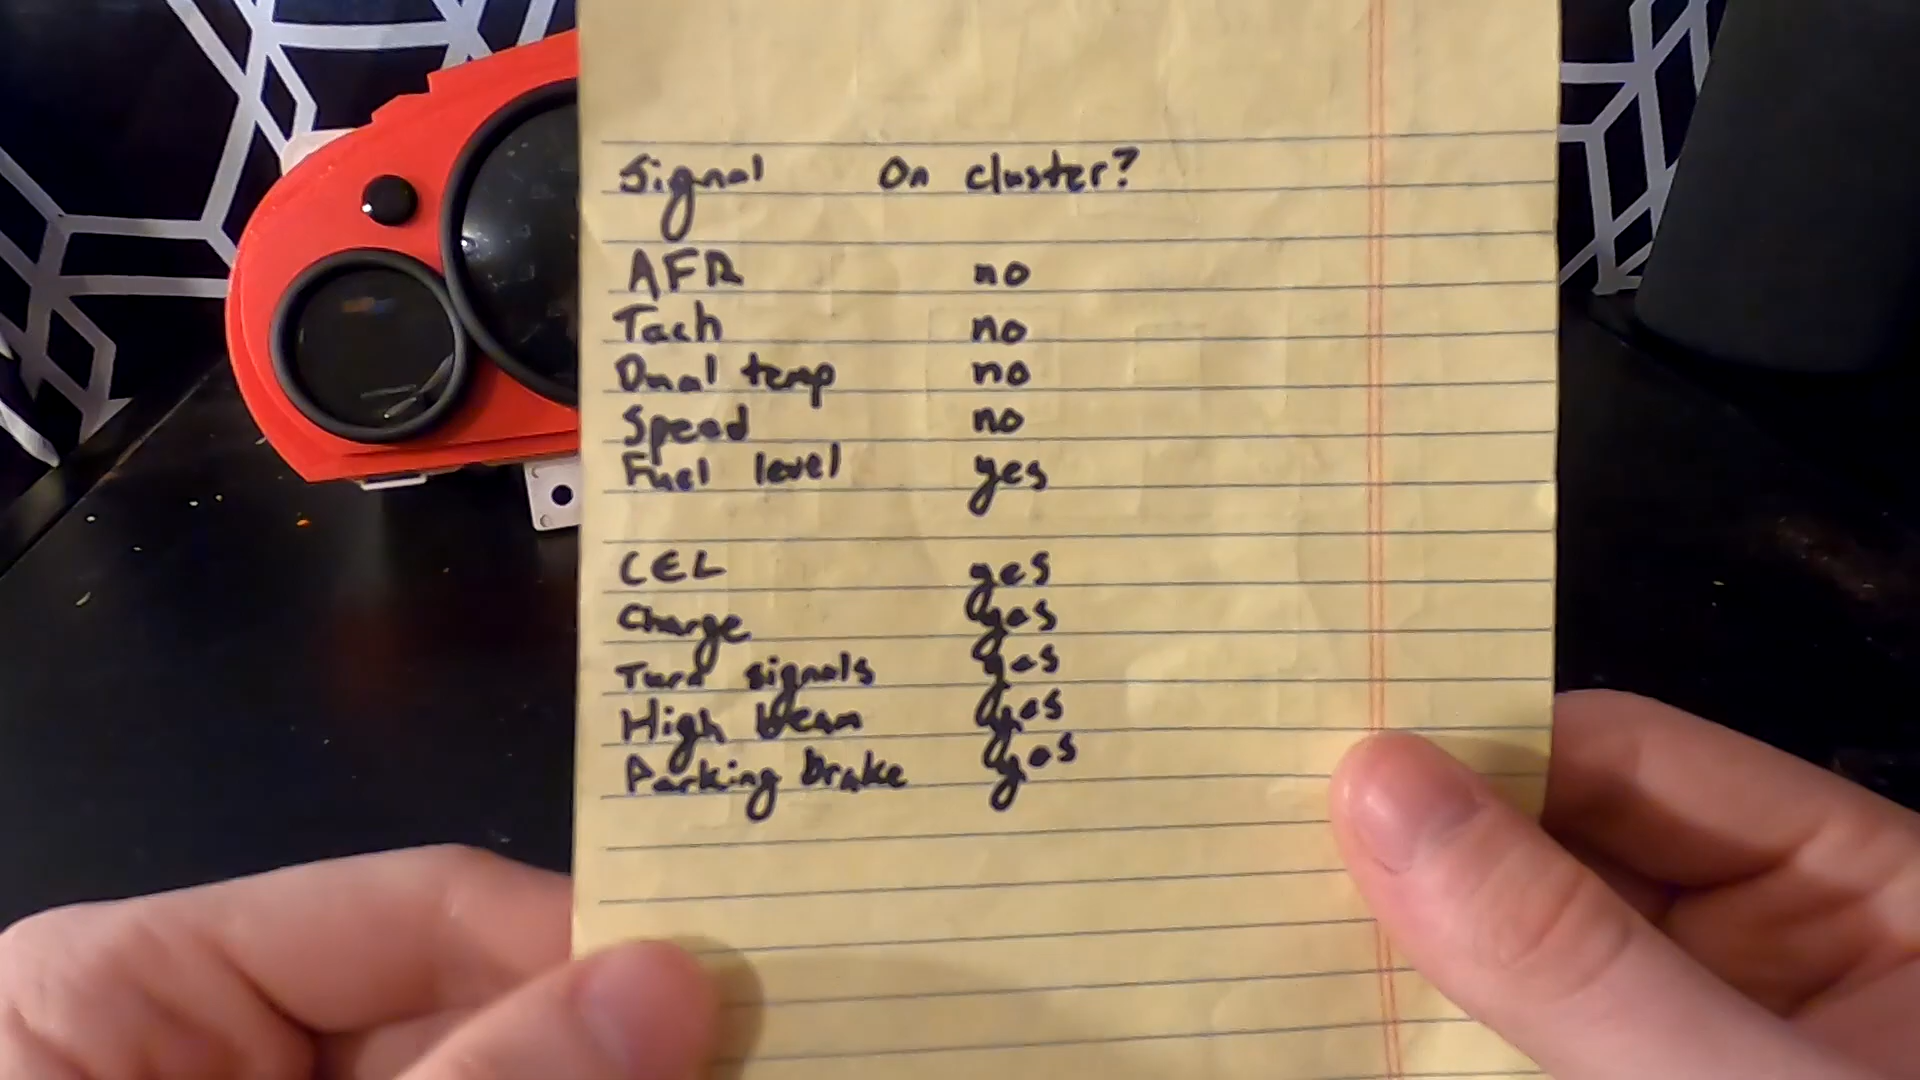 Signal On cluster?
AFR no
Tach no
Dual temp no
Speed no
Fuel level yes
CEL yes
Charge yes
Turn signals yes
High beam yes
Parking brake yes